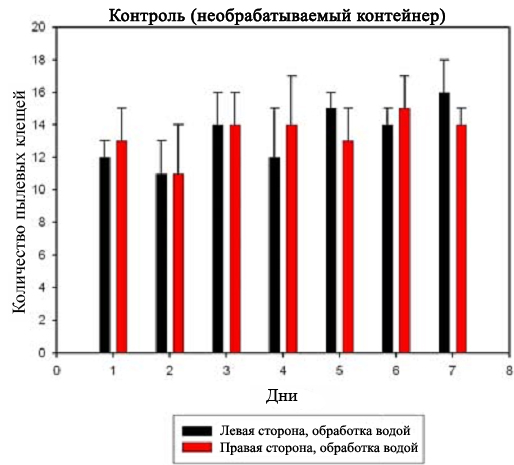 Контроль (необрабатываемый контейнер)
Количество пылевых клещей
20
18
16
14
12
10
8
6
4
2
0
0 1 2 3 4 5 6 7 8
Дни
Левая сторона, обработка водой
Правая сторона, обработка водой